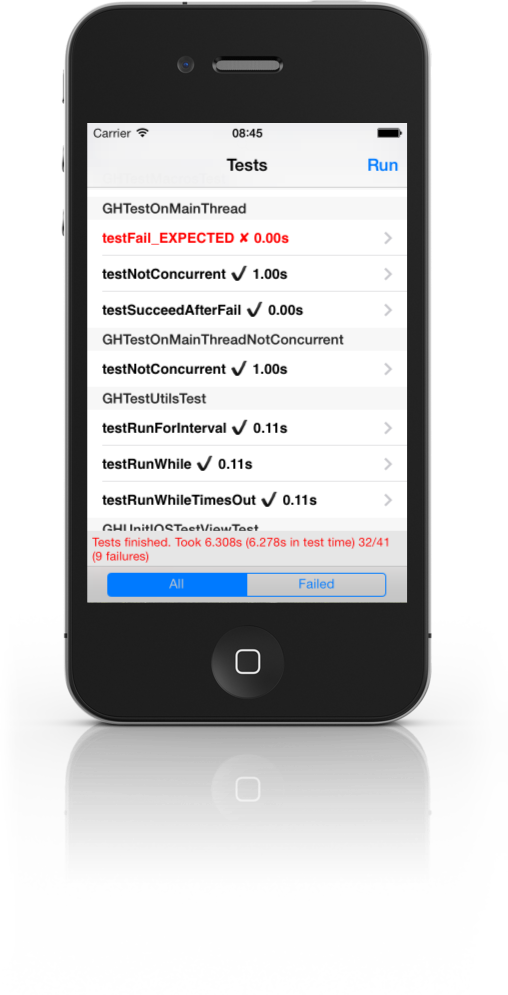 Carrier 08:45
Tests Run
GHTestOnMainThread
testFail_EXPECTED ✘ 0.00s
testNotConcurrent ✔ 1.00s
testSucceedAfterFail ✔ 0.00s
GHTestOnMainThreadNotConcurrent
testNotConcurrent ✔ 1.00s
GHTestUtilsTest
testRunForInterval ✔ 0.11s
testRunWhile ✔ 0.11s
testRunWhileTimesOut ✔ 0.11s
GHUnitIOSTestViewTest
Tests finished. Took 6.308s (6.278s in test time) 32/41
(9 failures)
All Failed